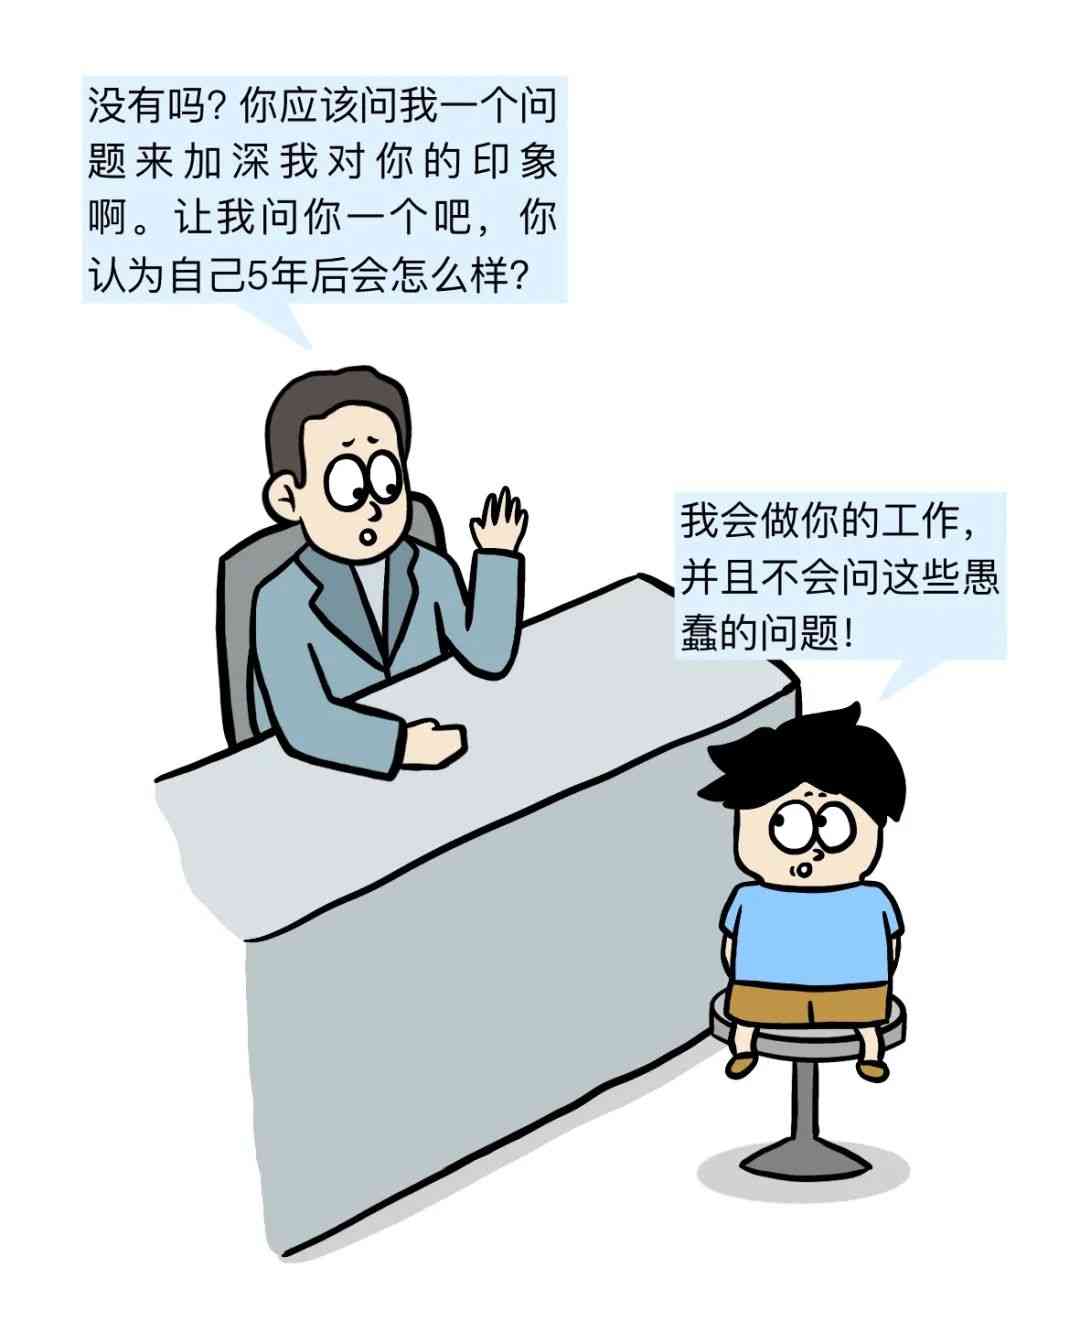 没有吗？你应该问我一个问
题来加深我对你的印象
啊。让我问你一个吧，你
认为自己5年后会怎么样？
我会做你的工作，
并且不会问这些愚
蠢的问题！